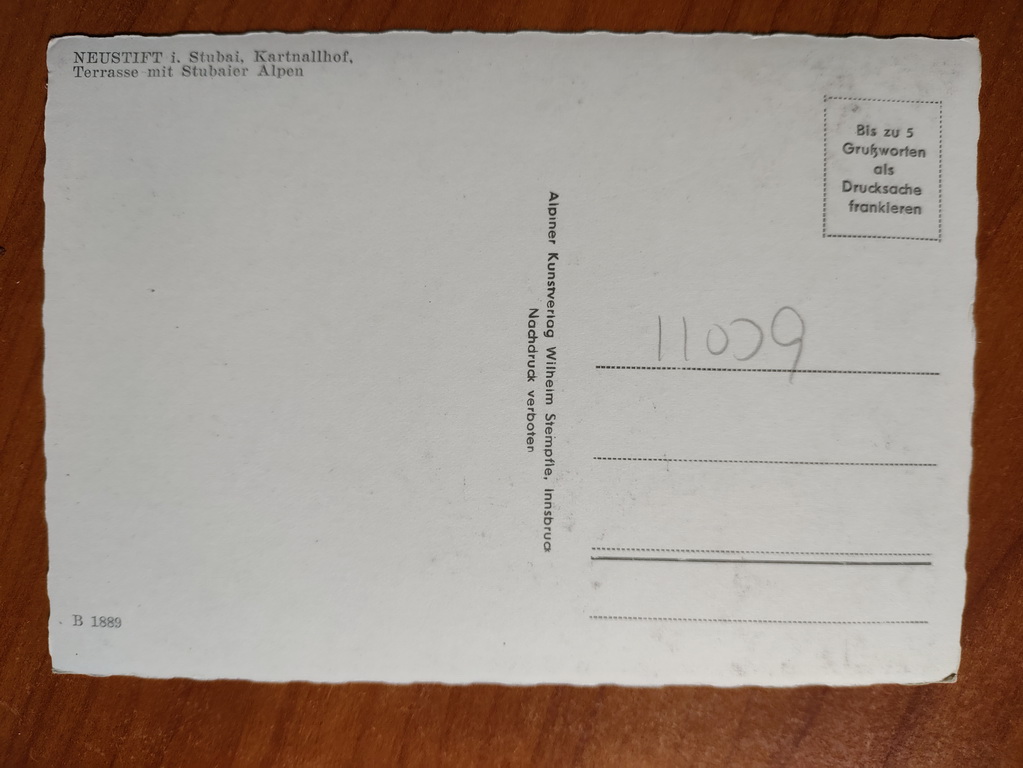 NEUSTIFT i. Stubai, Kartnallhof,
Terrasse mit Stubaier Alpen
Bis zu 5
Grußworten
als
Drucksache
frankieren
Alpiner Kunstverlag Wilhelm Stempfle, Innsbruck
Nachdruck verboten
11009
B 1889